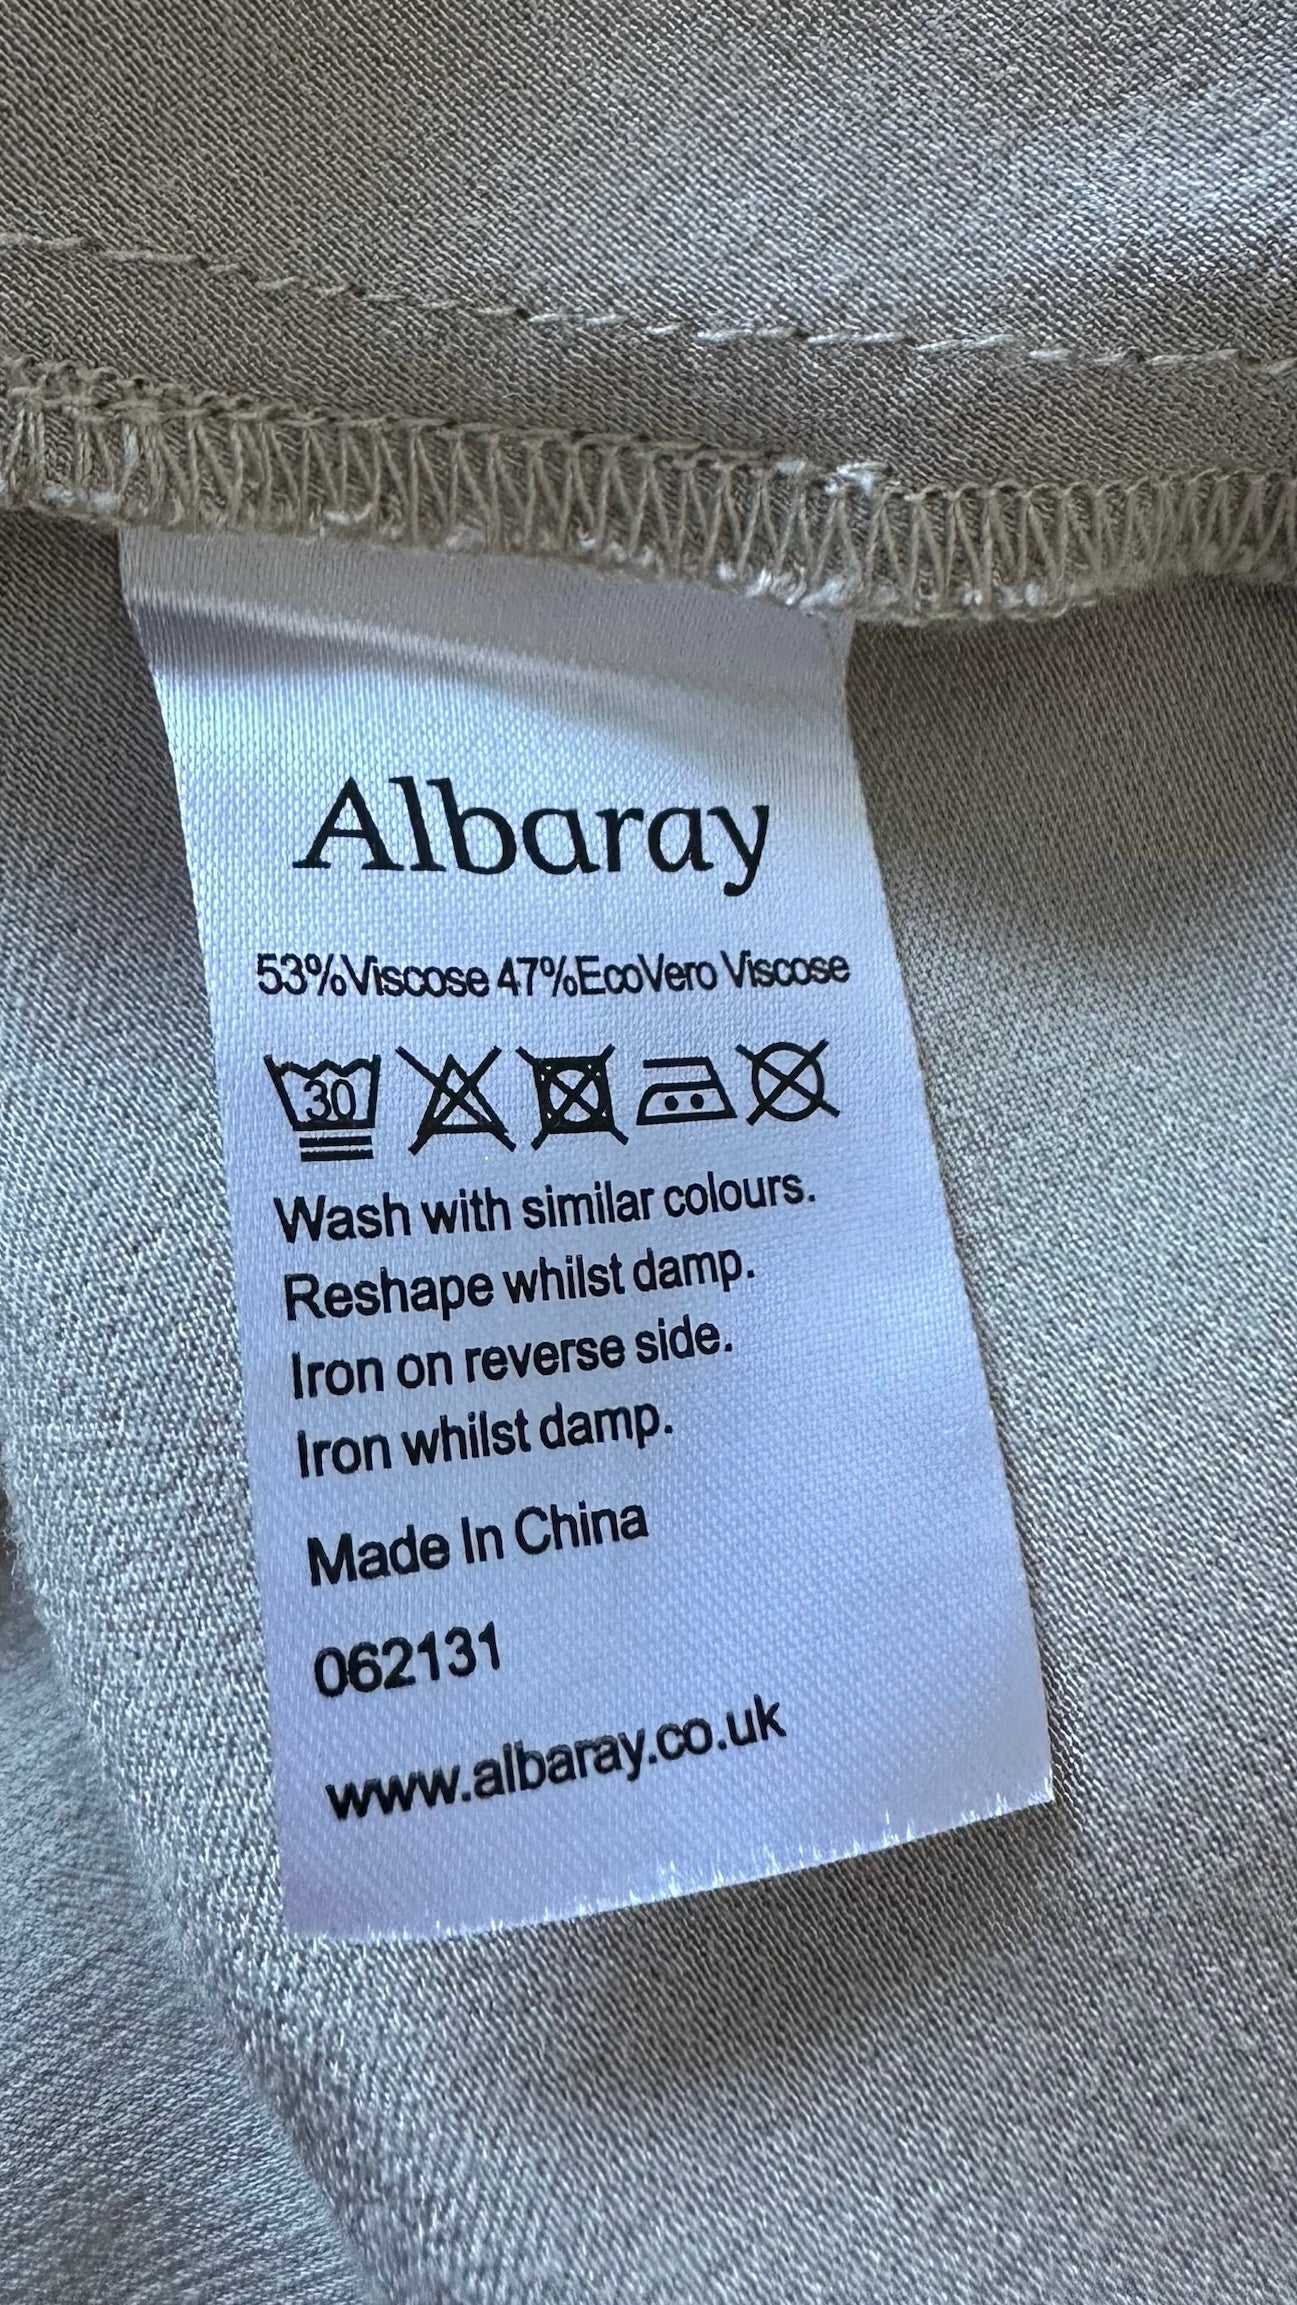 Albaray
53%Viscose 47%EcoVero Viscose
30
Wash with similar colours.
Reshape whilst damp.
Iron on reverse side.
Iron whilst damp.
Made In China
062131
www.albaray.co.uk